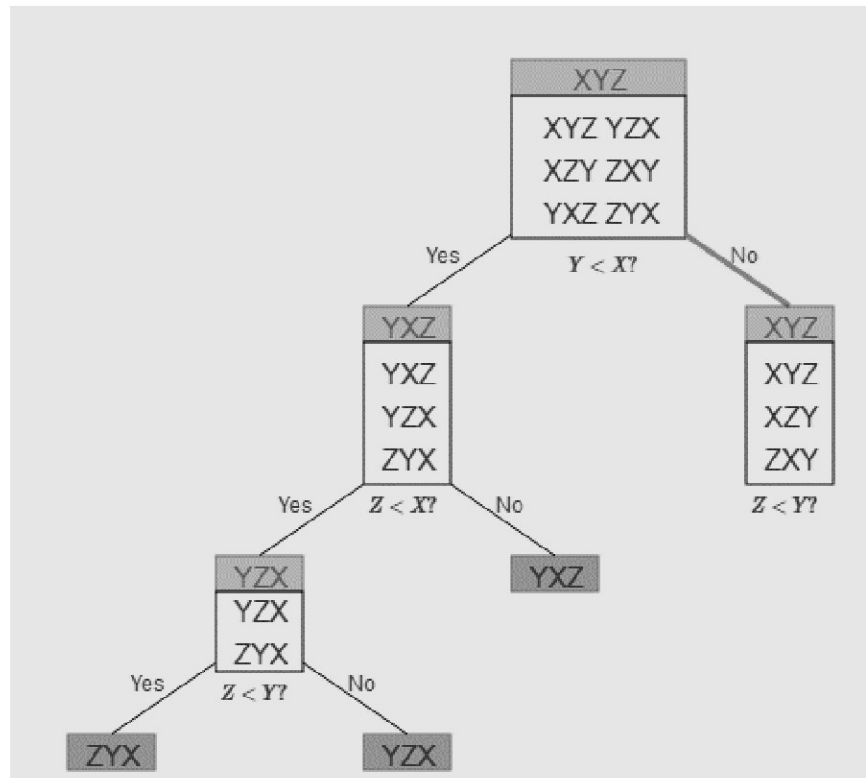 XYZ
XYZ YZX
XZY ZXY
YXZ ZYX
Yes
Y < X?
No
YXZ
YXZ
YZX
ZYX
XYZ
XYZ
XZY
ZXY
Yes
Z < X?
No
Z < Y?
YZX
YZX
ZYX
YXZ
Yes
Z < Y?
No
ZYX
YZX